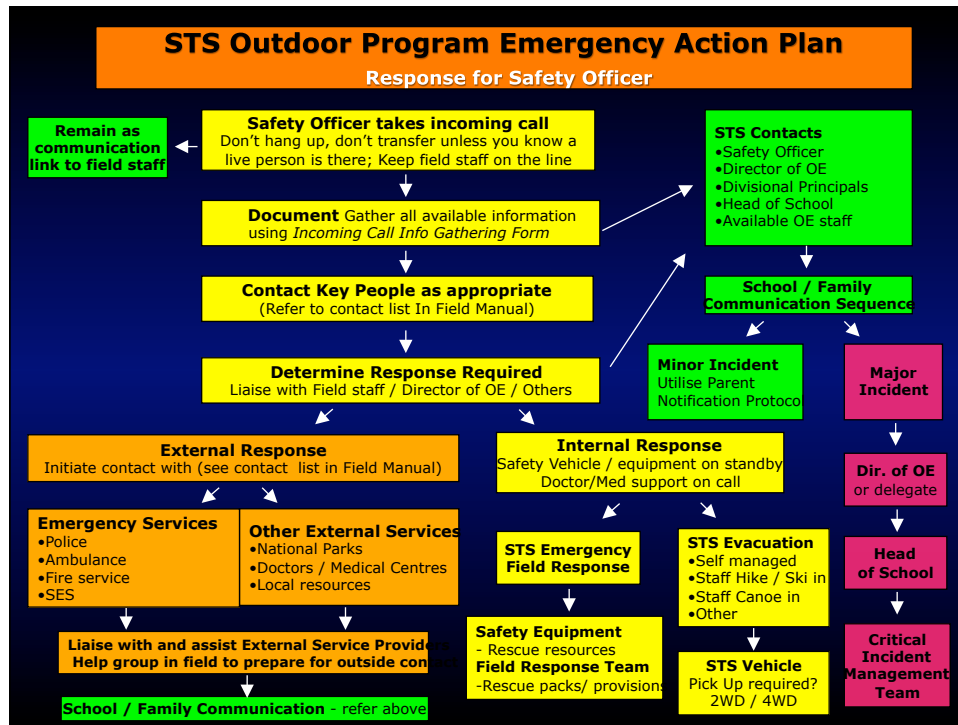 STS Outdoor Program Emergency Action Plan
Response for Safety Officer
Remain as
communication
link to field staff
Safety Officer takes incoming call
Don't hang up, don't transfer unless you know a
live person is there; Keep field staff on the line
STS Contacts
•Safety Officer
•Director of OE
•Divisional Principals
•Head of School
•Available OE staff
Document Gather all available information
using Incoming Call Info Gathering Form
Contact Key People as appropriate
(Refer to contact list In Field Manual)
School / Family
Communication Sequence
Determine Response Required
Liaise with Field staff / Director of OE / Others
Minor Incident
Utilise Parent
Notification Protocol
Major
Incident
External Response
Initiate contact with (see contact list in Field Manual)
Internal Response
Safety Vehicle / equipment on standby
Doctor/Med support on call
Dir. of OE
or delegate
Emergency Services
•Police
•Ambulance
•Fire service
•SES
Other External Services
•National Parks
•Doctors / Medical Centres
•Local resources
STS Emergency
Field Response
STS Evacuation
•Self managed
•Staff Hike / Ski in
•Staff Canoe in
•Other
Head
of School
Liaise with and assist External Service Providers
Help group in field to prepare for outside
Safety Equipment
- Rescue resources
Field Response Team
-Rescue packs/ provisions
STS Vehicle
Pick Up required?
2WD / 4WD
Critical
Incident
Management
Team
School / Family Communication - refer above